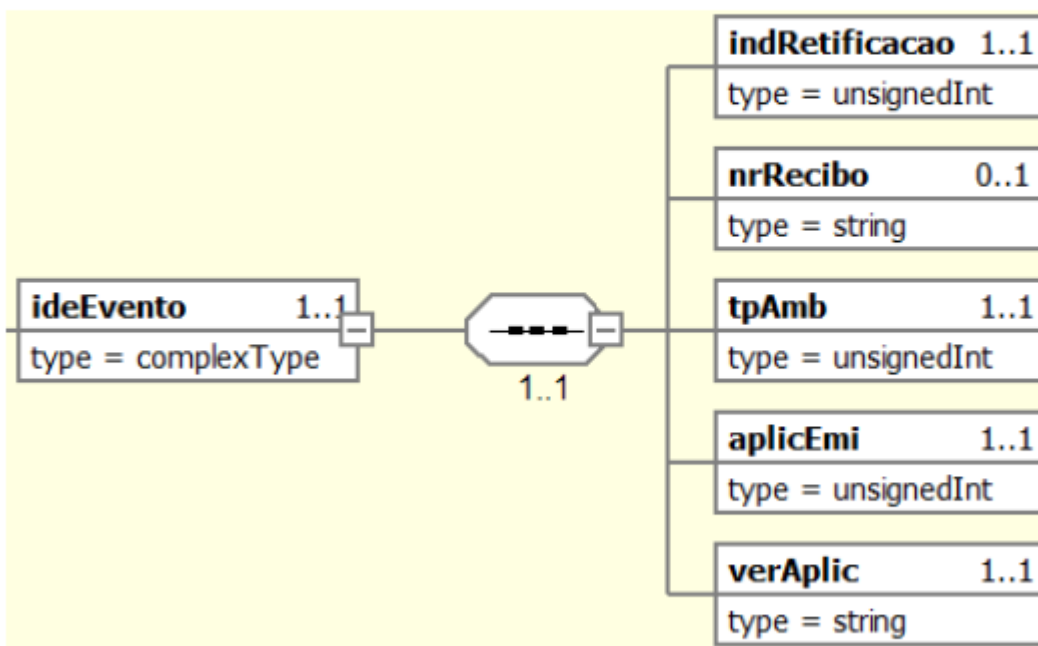 ideEvento 1..1
type = complexType
1..1
indRetificacao 1..1
type = unsignedInt
nrRecibo 0..1
type = string
tpAmb 1..1
type = unsignedInt
aplicEmi 1..1
type = unsignedInt
verAplic 1..1
type = string